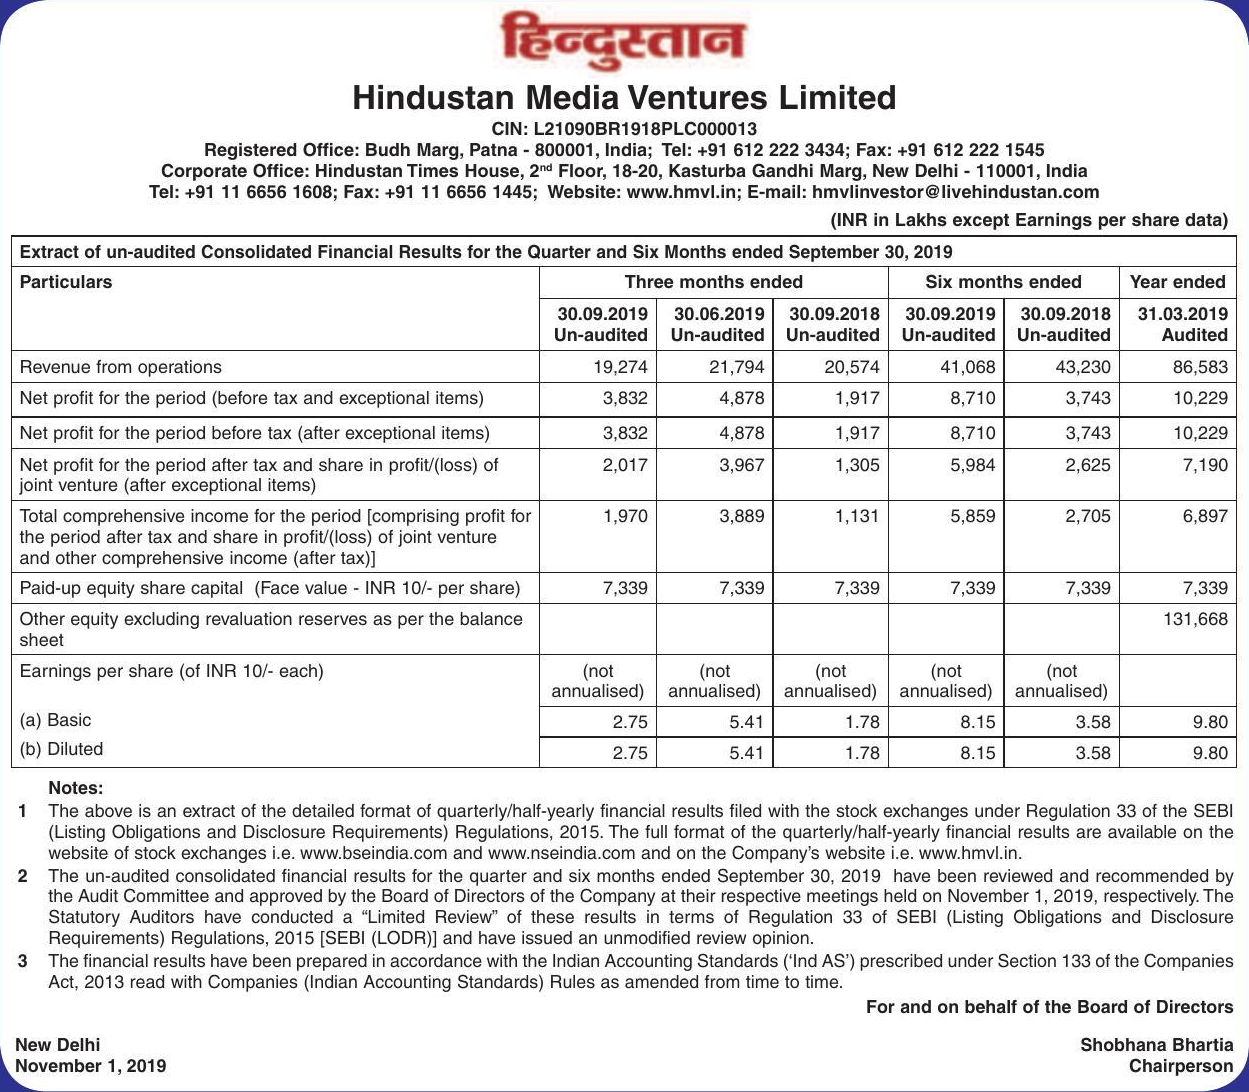 हिन्दुस्तान
Hindustan Media Ventures Limited
CIN: L21090BR1918PLC000013
Registered Office: Budh Marg, Patna - 800001, India; Tel: +91 612 222 3434; Fax: +91 612 222 1545
Corporate Office: Hindustan Times House, 2nd Floor, 18-20, Kasturba Gandhi Marg, New Delhi - 110001, India
Tel: +91 11 6656 1608; Fax: +91 11 6656 1445; Website: www.hmvl.in; E-mail: hmvlinvestor@livehindustan.com
(INR in Lakhs except Earnings per share data)
Extract of un-audited Consolidated Financial Results for the Quarter and Six Months ended September 30, 2019
Particulars Three months ended Six months ended Year ended
30.09.2019 30.06.2019 30.09.2018 30.09.2019 30.09.2018 31.03.2019
Un-audited Un-audited Un-audited Un-audited Un-audited Audited
Revenue from operations 19,274 21,794 20,574 41,068 43,230 86,583
Net profit for the period (before tax and exceptional items) 3,832 4,878 1,917 8,710 3,743 10,229
Net profit for the period before tax (after exceptional items) 3,832 4,878 1,917 8,710 3,743 10,229
Net profit for the period after tax and share in profit/(loss) of 2,017 3,967 1,305 5,984 2,625 7,190
joint venture (after exceptional items)
Total comprehensive income for the period [comprising profit for 1,970 3,889 1,131 5,859 2,705 6,897
the period after tax and share in profit/(loss) of joint venture
and other comprehensive income (after tax)]
Paid-up equity share capital (Face value - INR 10/- per share) 7,339 7,339 7,339 7,339 7,339 7,339
Other equity excluding revaluation reserves as per the balance 131,668
sheet
Earnings per share (of INR 10/- each) (not (not (not (not (not
annualised) annualised) annualised) annualised) annualised)
(a) Basic 2.75 5.41 1.78 8.15 3.58 9.80
(b) Diluted 2.75 5.41 1.78 8.15 3.58 9.80
Notes:
1 The above is an extract of the detailed format of quarterly/half-yearly financial results filed with the stock exchanges under Regulation 33 of the SEBI
(Listing Obligations and Disclosure Requirements) Regulations, 2015. The full format of the quarterly/half-yearly financial results are available on the
website of stock exchanges i.e. www.bseindia.com and www.nseindia.com and on the Company's website i.e. www.hmvl.in.
2 The un-audited consolidated financial results for the quarter and six months ended September 30, 2019 have been reviewed and recommended by
the Audit Committee and approved by the Board of Directors of the Company at their respective meetings held on November 1, 2019, respectively. The
Statutory Auditors have conducted a “Limited Review” of these results in terms of Regulation 33 of SEBI (Listing Obligations and Disclosure
Requirements) Regulations, 2015 [SEBI (LODR)] and have issued an unmodified review opinion.
3 The financial results have been prepared in accordance with the Indian Accounting Standards (‘Ind AS’) prescribed under Section 133 of the Companies
Act, 2013 read with Companies (Indian Accounting Standards) Rules as amended from time to time.
For and on behalf of the Board of Directors
New Delhi Shobhana Bhartia
November 1, 2019 Chairperson